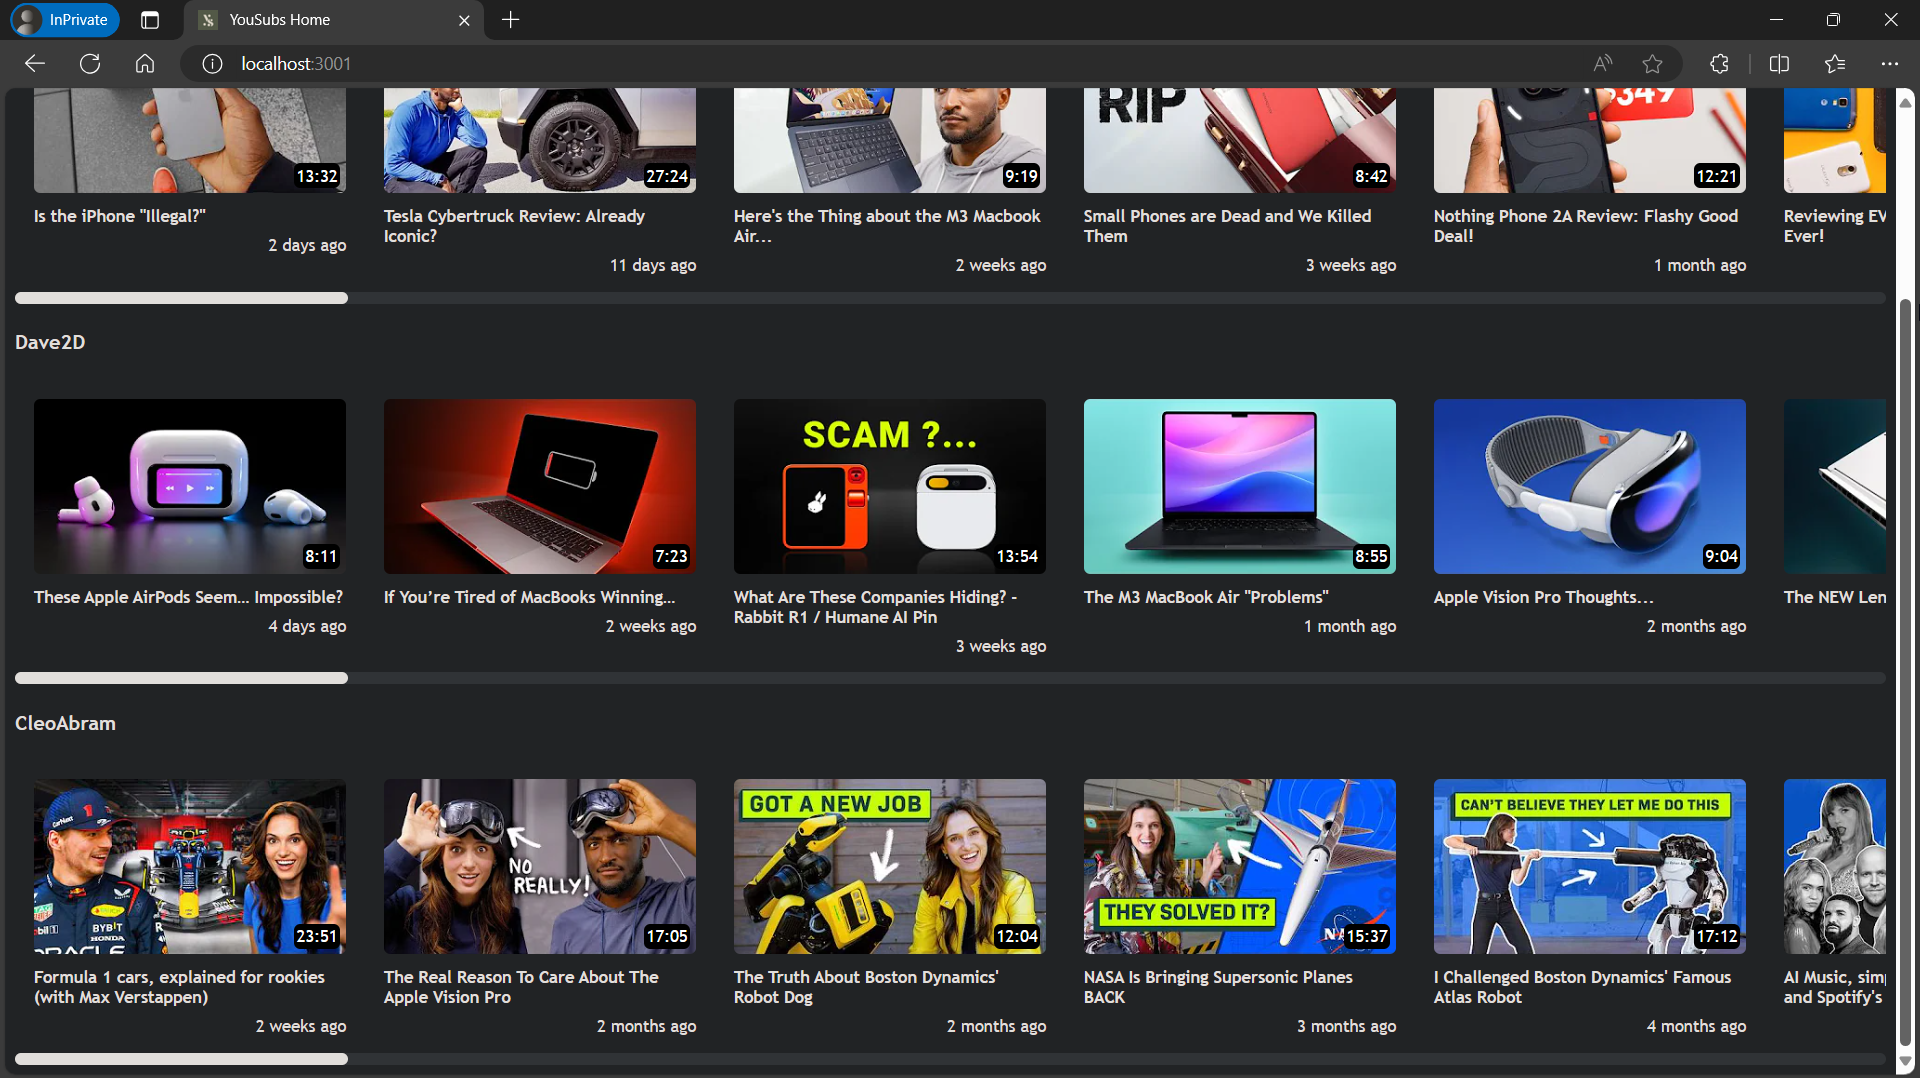 InPrivate
YouSubs Home
localhost:3001
RIP
$349
13:32
27:24
9:19
8:42
12:21
Is the iPhone "Illegal?"
2 days ago
Tesla Cybertruck Review: Already
Iconic?
11 days ago
Here's the Thing about the M3 Macbook
Air...
2 weeks ago
Small Phones are Dead and We Killed
Them
3 weeks ago
Nothing Phone 2A Review: Flashy Good
Deal!
1 month ago
Reviewing EV
Ever!
Dave2D
8:11
7:23
SCAM ?...
13:54
8:55
9:04
These Apple AirPods Seem... Impossible?
4 days ago
If You’re Tired of MacBooks Winning...
2 weeks ago
What Are These Companies Hiding? -
Rabbit R1 / Humane AI Pin
3 weeks ago
The M3 MacBook Air "Problems"
1 month ago
Apple Vision Pro Thoughts...
2 months ago
The NEW Len
CleoAbram
CarNext
1
BYBIT
HONDA
ORACLE
23:51
NO
REALLY!
17:05
GOT A NEW JOB
12:04
THEY SOLVED IT?
15:37
CAN'T BELIEVE THEY LET ME DO THIS
17:12
Formula 1 cars, explained for rookies
(with Max Verstappen)
2 weeks ago
The Real Reason To Care About The
Apple Vision Pro
2 months ago
The Truth About Boston Dynamics'
Robot Dog
2 months ago
NASA Is Bringing Supersonic Planes
BACK
3 months ago
I Challenged Boston Dynamics' Famous
Atlas Robot
4 months ago
AI Music, sim
and Spotify's